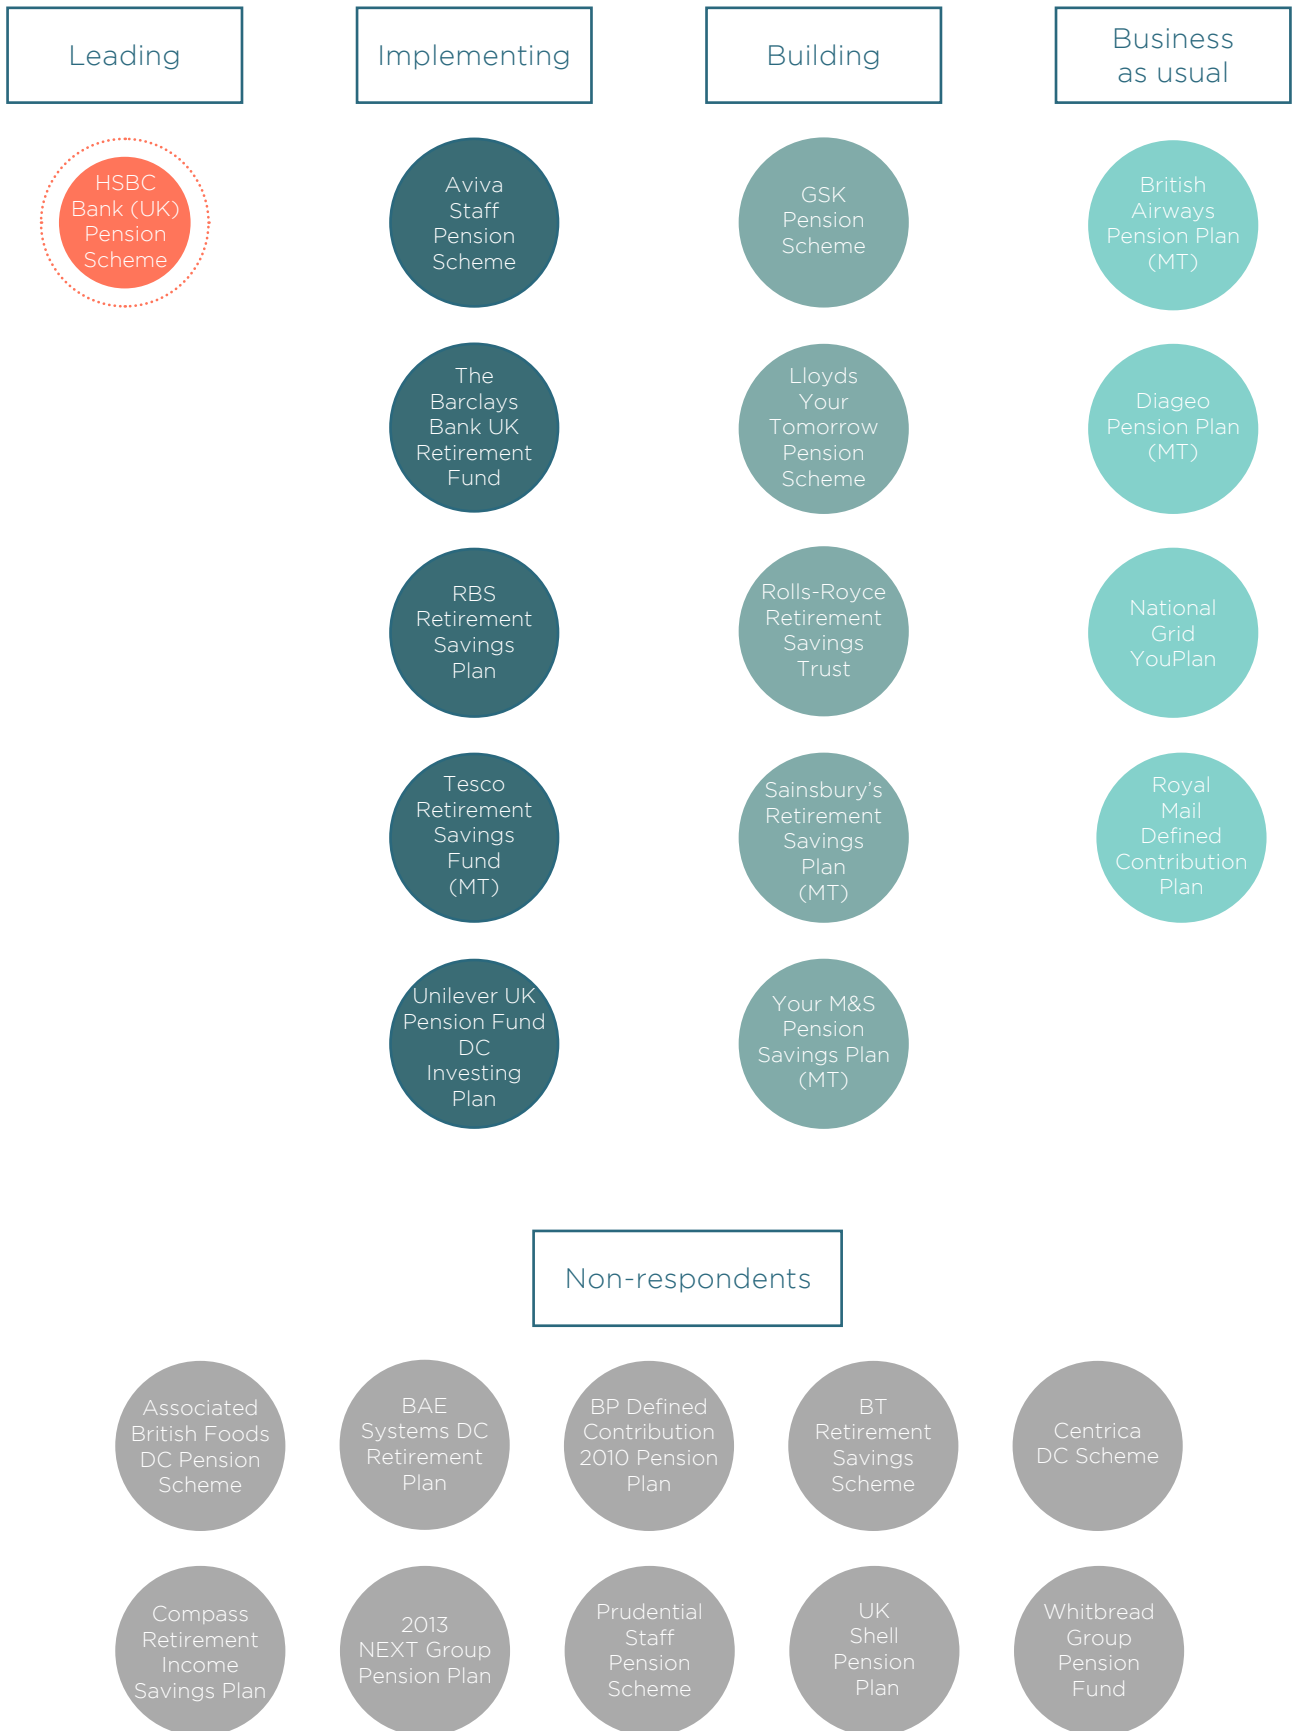 Leading
HSBC
Bank (UK)
Pension
Scheme
Implementing
Aviva
Staff
Pension
Scheme
The
Barclays
Bank UK
Retirement
Fund
RBS
Retirement
Savings
Plan
Tesco
Retirement
Savings
Fund
(MT)
Unilever UK
Pension Fund
DC
Investing
Plan
Building
GSK
Pension
Scheme
Lloyds
Your
Tomorrow
Pension
Scheme
Rolls-Royce
Retirement
Savings
Trust
Sainsbury's
Retirement
Savings
Plan
(MT)
Your M&S
Pension
Savings Plan
(MT)
Business
as usual
British
Airways
Pension Plan
(MT)
Diageo
Pension Plan
(MT)
National
Grid
YouPlan
Royal
Mail
Defined
Contribution
Plan
Non-respondents
Associated
British Foods
DC Pension
Scheme
BAE
Systems DC
Retirement
Plan
BP Defined
Contribution
2010 Pension
Plan
BT
Retirement
Savings
Scheme
Centrica
DC Scheme
Compass
Retirement
Income
Savings Plan
2013
NEXT Group
Pension Plan
Prudential
Staff
Pension
Scheme
UK
Shell
Pension
Plan
Whitbread
Group
Pension
Fund